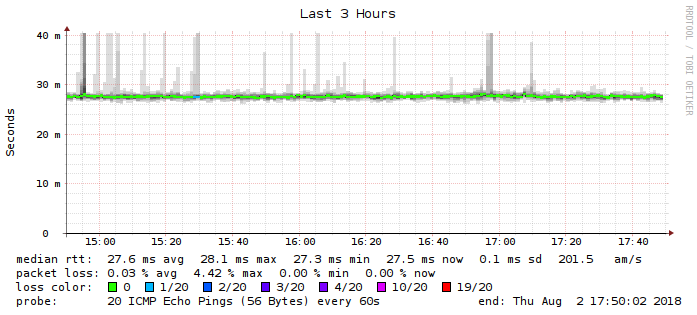 Last 3 Hours
RRDTOOL / TOBI OETIKER
Seconds
40 m
30 m
20 m
10 m
0
15:00 15:20 15:40 16:00 16:20 16:40 17:00 17:20 17:40
median rtt: 27.6 ms avg 28.1 ms max 27.3 ms min 27.5 ms now 0.1 ms sd 201.5 am/s
packet loss: 0.03 % avg 4.42 % max 0.00 % min 0.00 % now
loss color: 0 1/20 2/20 3/20 4/20 10/20 19/20
probe: 20 ICMP Echo Pings (56 Bytes) every 60s end: Thu Aug 2 17:50:02 2018